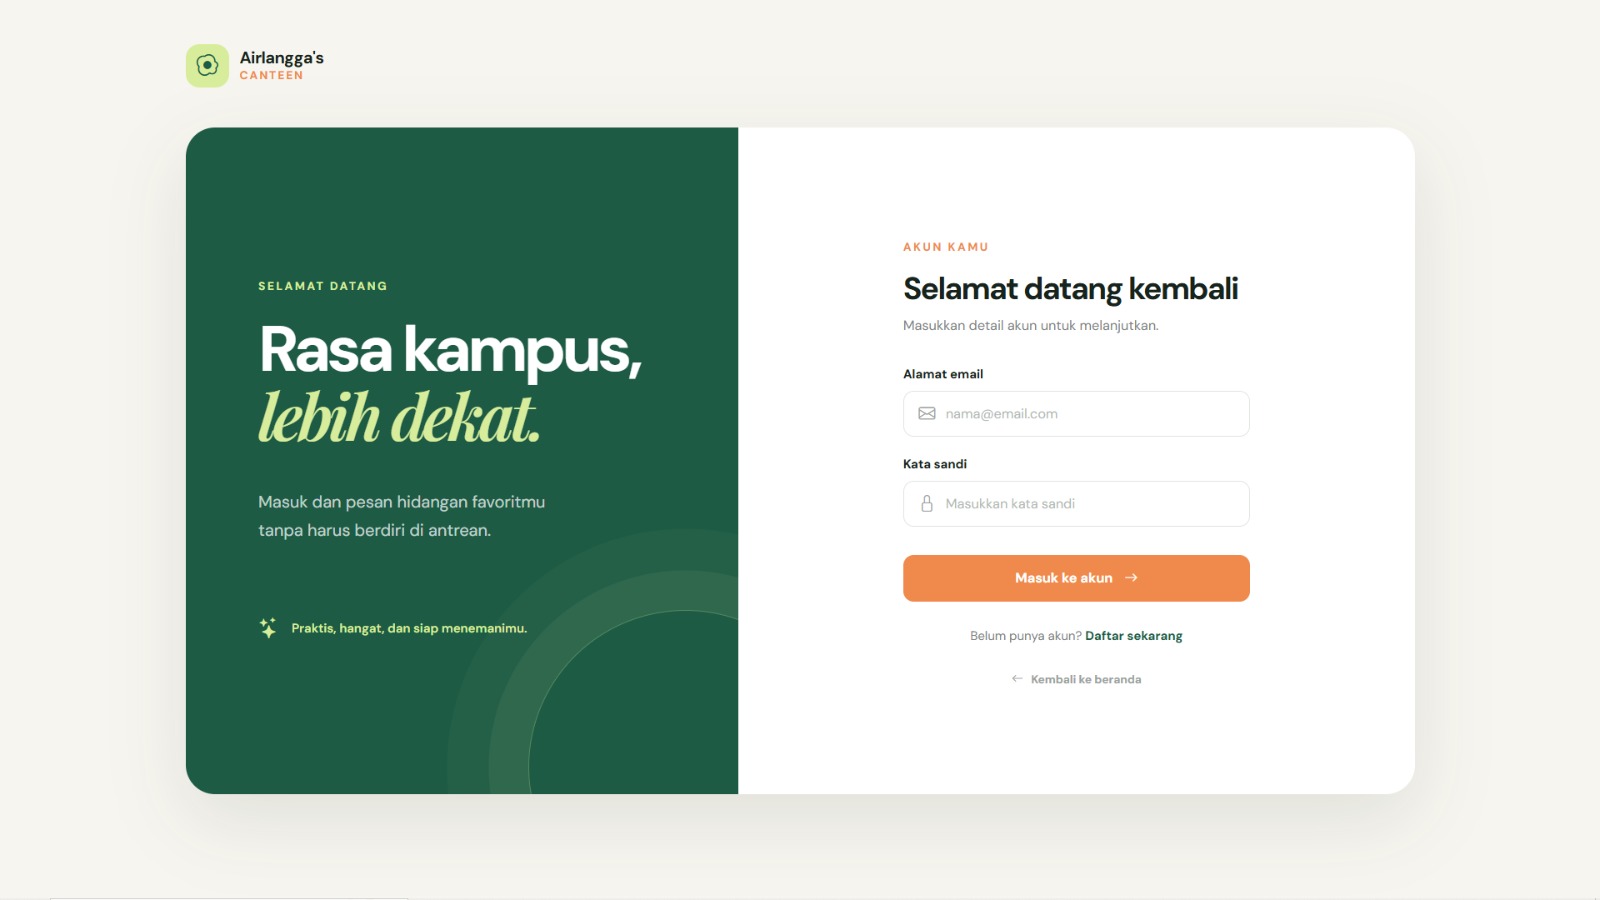 Airlangga's
CANTEEN
SELAMAT DATANG
Rasa kampus,
lebih dekat.
Masuk dan pesan hidangan favoritmu
tanpa harus berdiri di antrean.
Praktis, hangat, dan siap menemanimu.
AKUN KAMU
Selamat datang kembali
Masukkan detail akun untuk melanjutkan.
Alamat email
nama@email.com
Kata sandi
Masukkan kata sandi
Masuk ke akun →
Belum punya akun? Daftar sekarang
← Kembali ke beranda